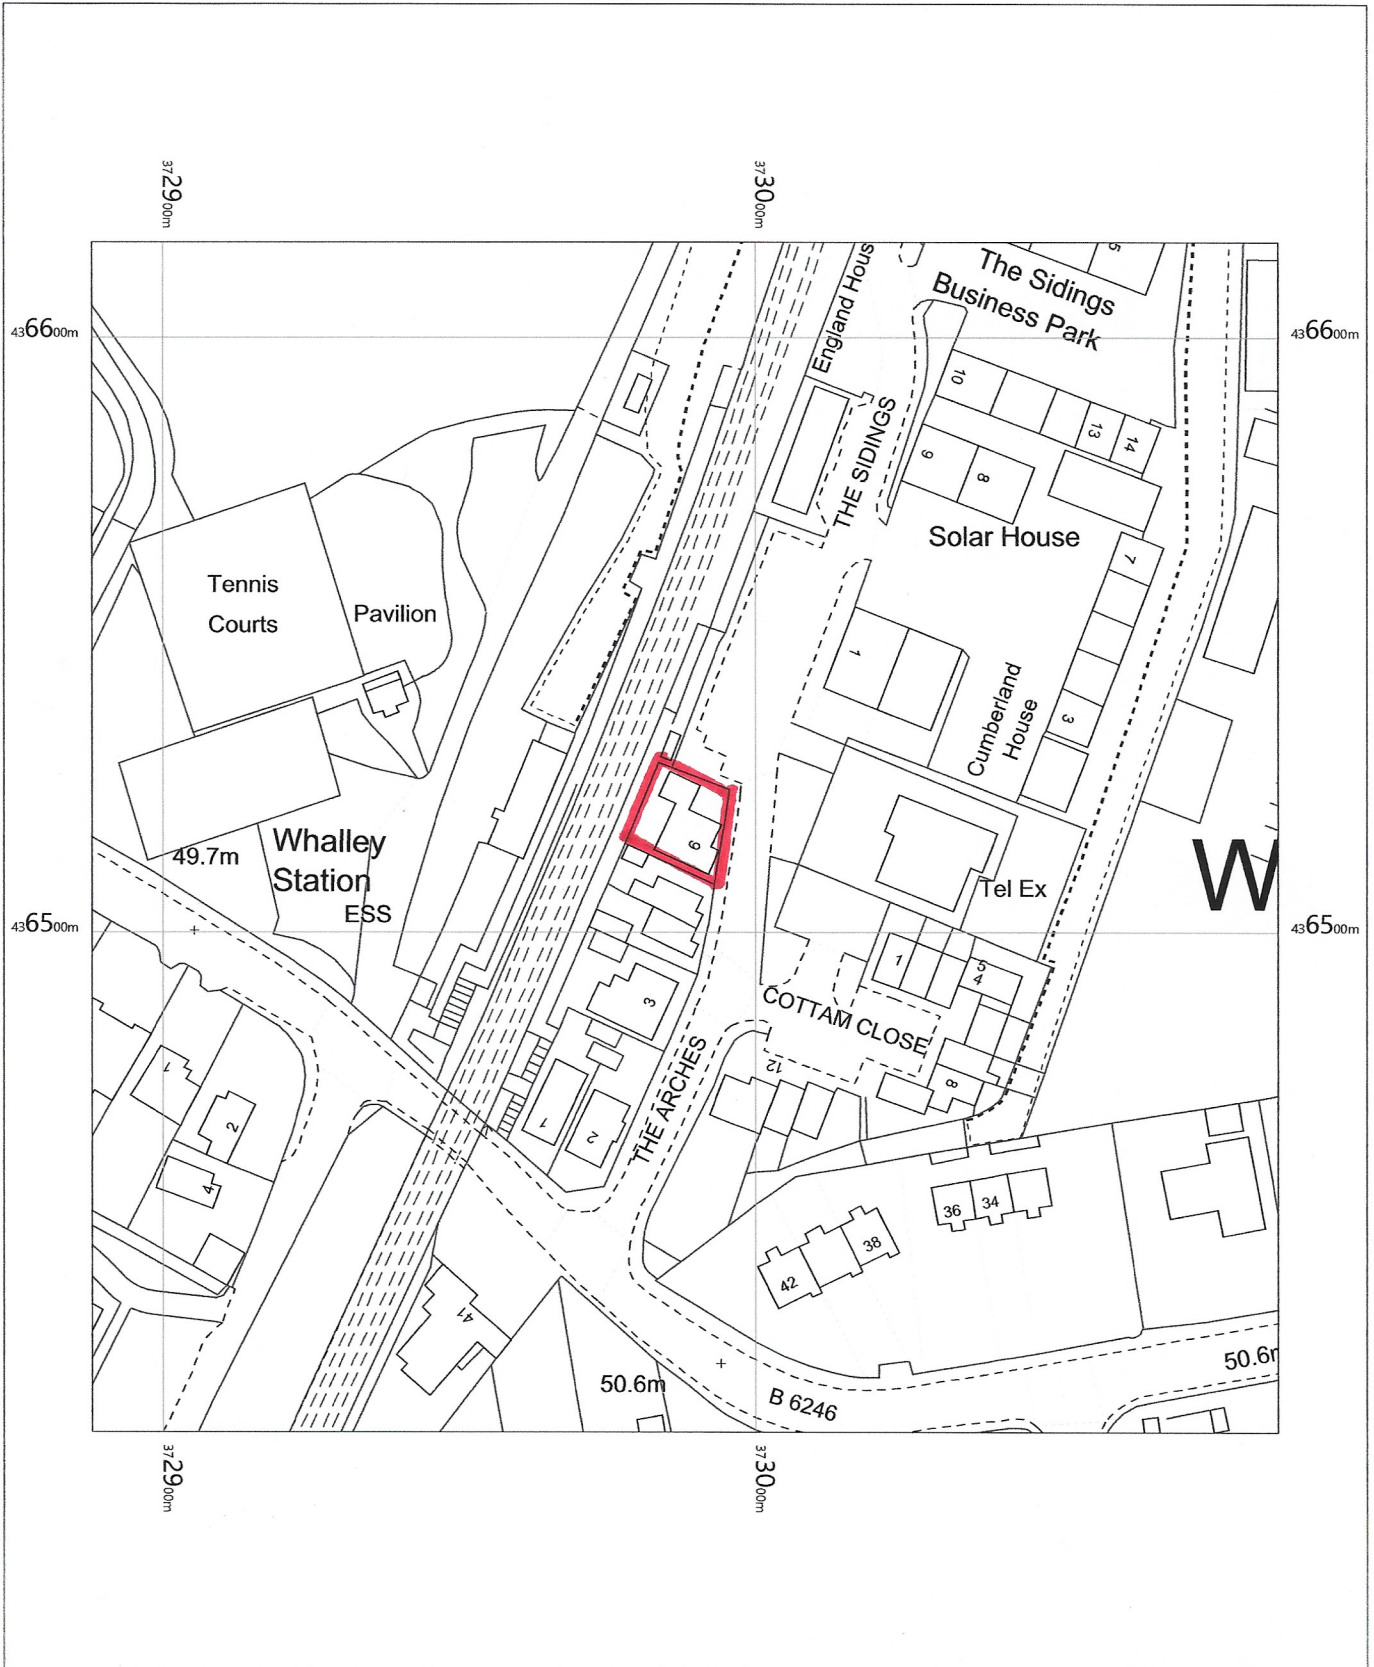 372900m
373000m
436600m
436600m
England Hous
The Sidings
Business Park
5
10
13
14
THE SIDINGS
9
8
Solar House
7
Tennis
Courts
Pavilion
1
Cumberland
House
3
Whalley
Station
49.7m
ESS
6
Tel Ex
W
436500m
436500m
1
5
4
3
COTTAM CLOSE
12
8
THE ARCHES
1
2
1
2
4
36
34
38
42
41
50.6m
B 6246
50.6m
372900m
373000m